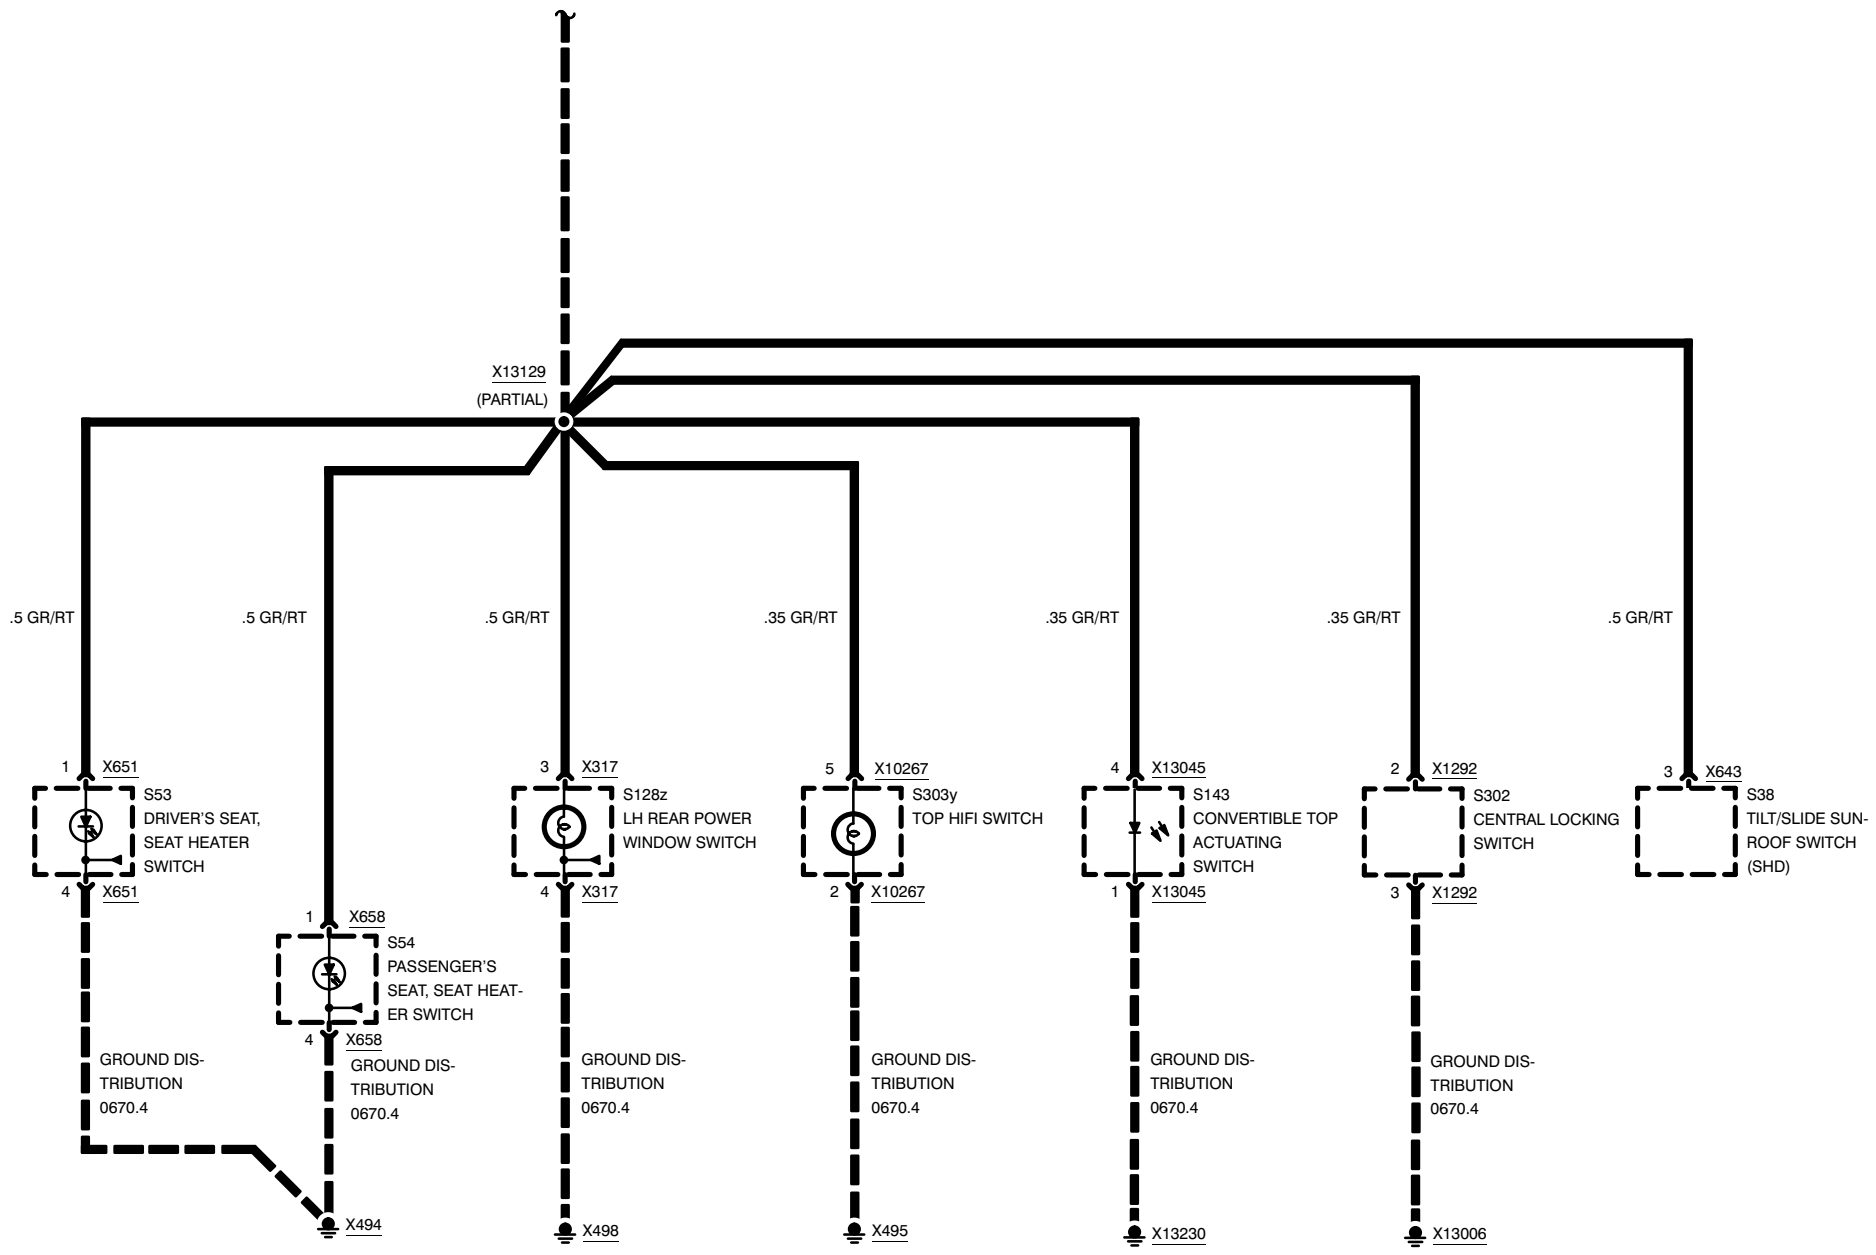 X13129
(PARTIAL)
.5 GR/RT
.5 GR/RT
.5 GR/RT
.35 GR/RT
.35 GR/RT
.35 GR/RT
.5 GR/RT
1 X651
S53
DRIVER'S SEAT,
SEAT HEATER
SWITCH
4 X651
GROUND DIS-
TRIBUTION
0670.4
1 X658
S54
PASSENGER'S
SEAT, SEAT HEAT-
ER SWITCH
4 X658
GROUND DIS-
TRIBUTION
0670.4
X494
3 X317
S128z
LH REAR POWER
WINDOW SWITCH
4 X317
GROUND DIS-
TRIBUTION
0670.4
X498
5 X10267
S303y
TOP HIFI SWITCH
2 X10267
GROUND DIS-
TRIBUTION
0670.4
X495
4 X13045
S143
CONVERTIBLE TOP
ACTUATING
SWITCH
1 X13045
GROUND DIS-
TRIBUTION
0670.4
X13230
2 X1292
S302
CENTRAL LOCKING
SWITCH
3 X1292
GROUND DIS-
TRIBUTION
0670.4
X13006
3 X643
S38
TILT/SLIDE SUN-
ROOF SWITCH
(SHD)